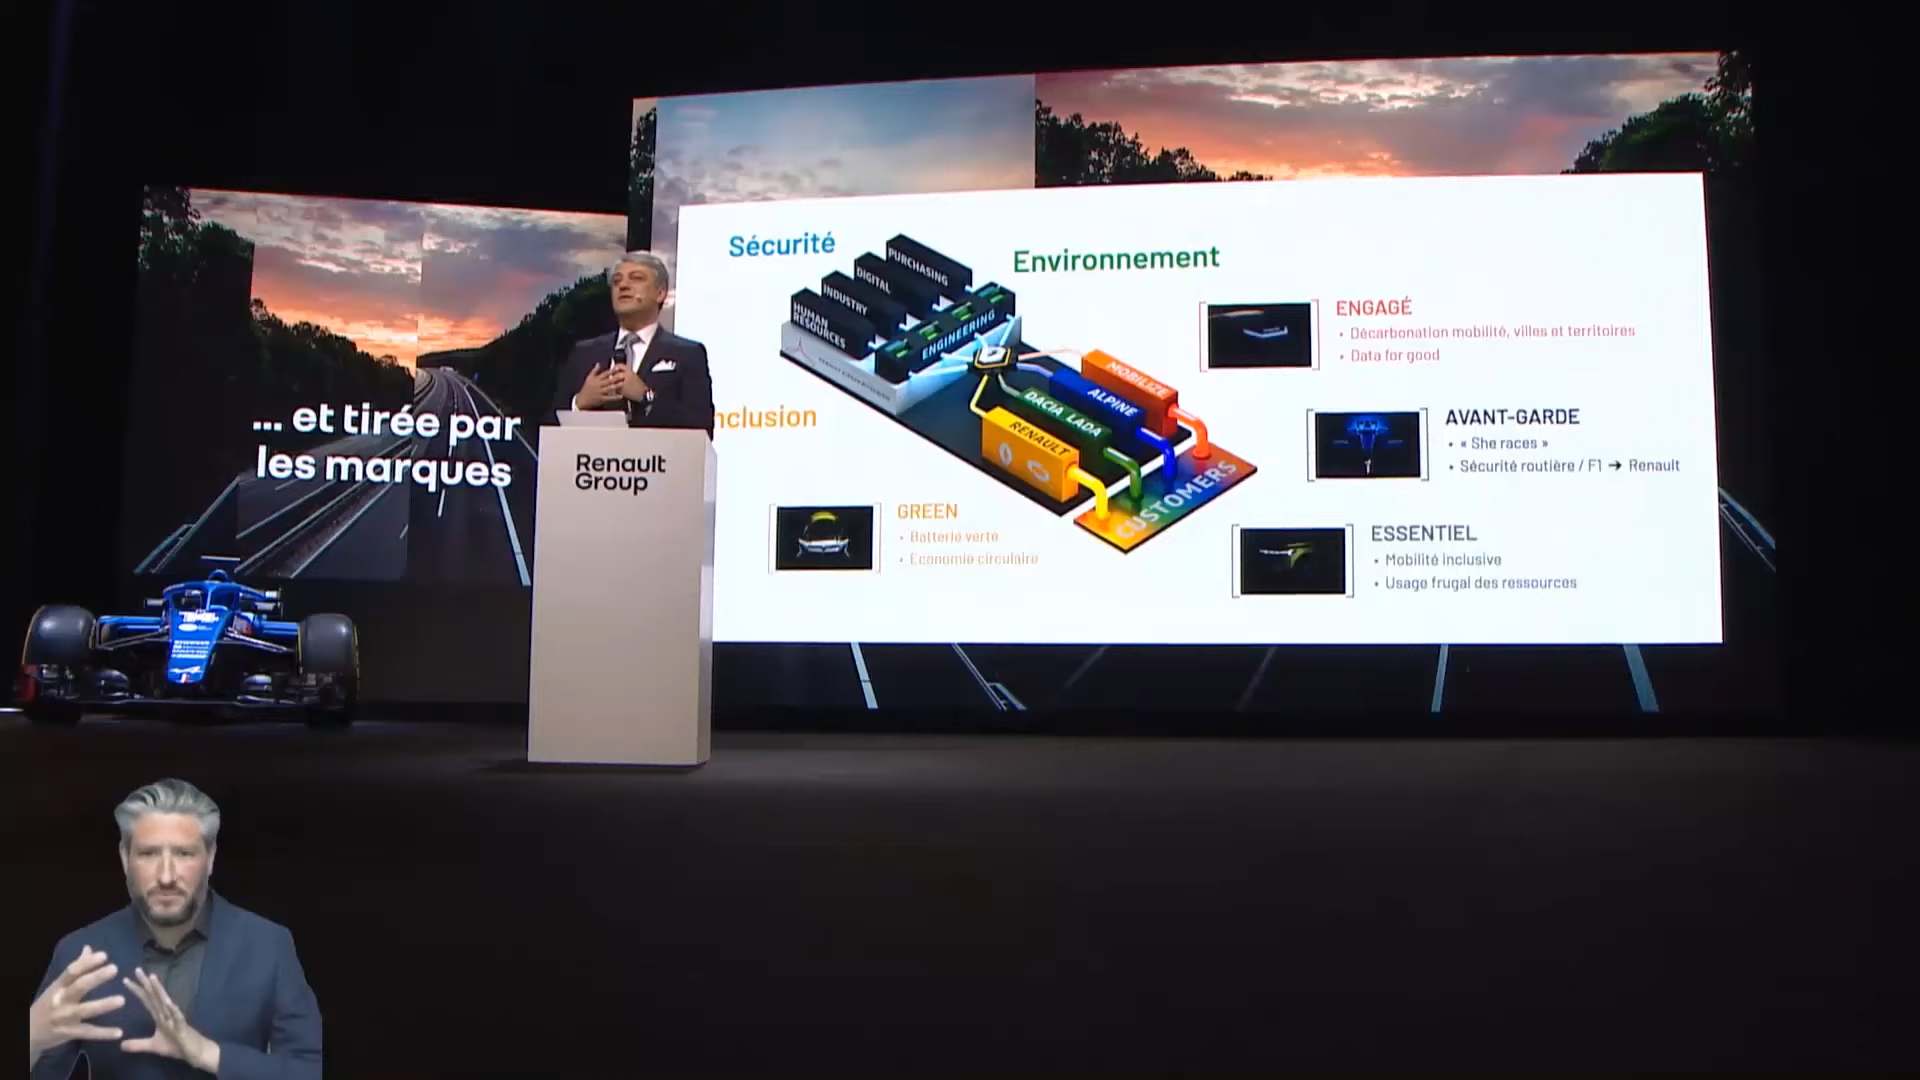 ... et tirée par
les marques
Renault
Group
Sécurité
Environnement
nclusion
PURCHASING
DIGITAL
INDUSTRY
HUMAN
RESOURCES
ENGINEERING
MOBILIZE
ALPINE
DACIA LADA
RENAULT
CUSTOMERS
ENGAGÉ
• Décarbonation mobilité, villes et territoires
• Data for good
AVANT-GARDE
• « She races »
• Sécurité routière / F1 ➔ Renault
GREEN
• Batterie verte
• Economie circulaire
ESSENTIEL
• Mobilité inclusive
• Usage frugal des ressources